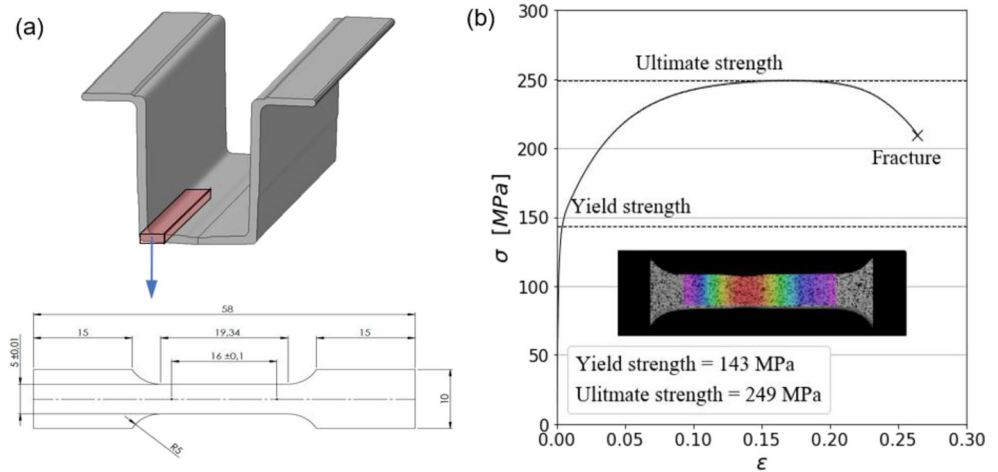 (a)
58
15
19,34
15
16 ±0,1
5 ±0,01
10
R5
(b)
300
250
200
150
100
50
0
σ [MPa]
Ultimate strength
Fracture
Yield strength
Yield strength = 143 MPa
Ulitmate strength = 249 MPa
0.00 0.05 0.10 0.15 0.20 0.25 0.30
ε